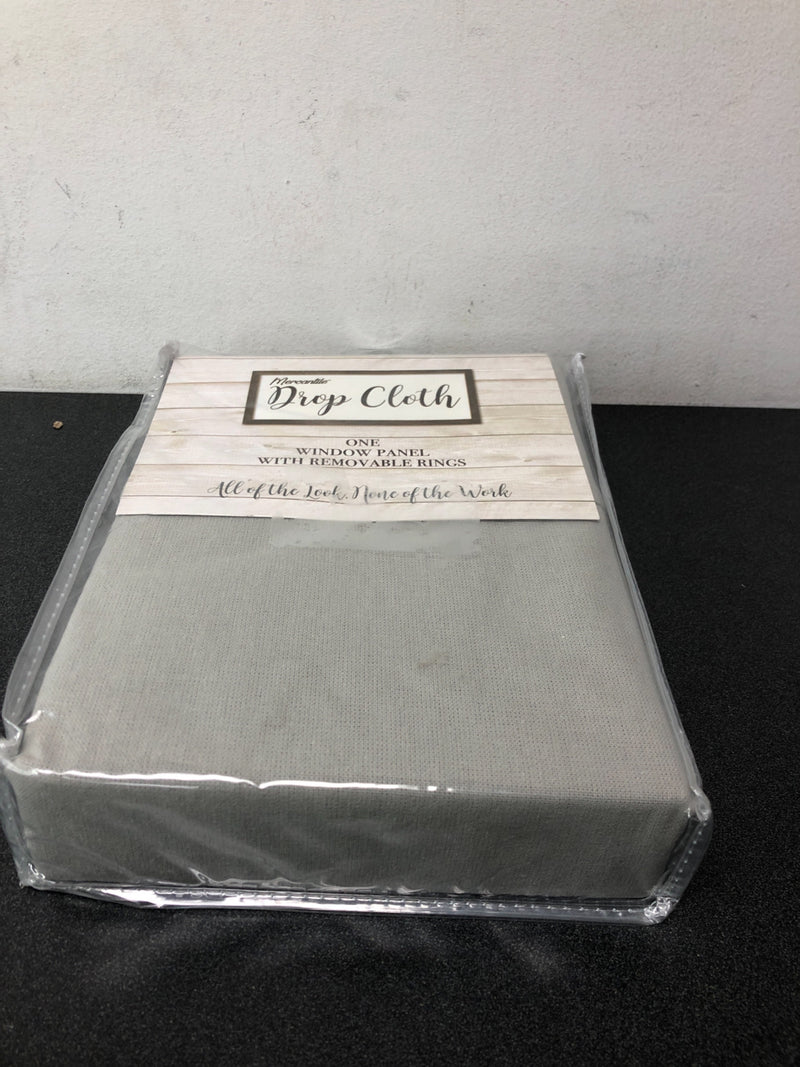 Mercantile
Drop Cloth
ONE
WINDOW PANEL
WITH REMOVABLE RINGS
All of the Look, None of the Work